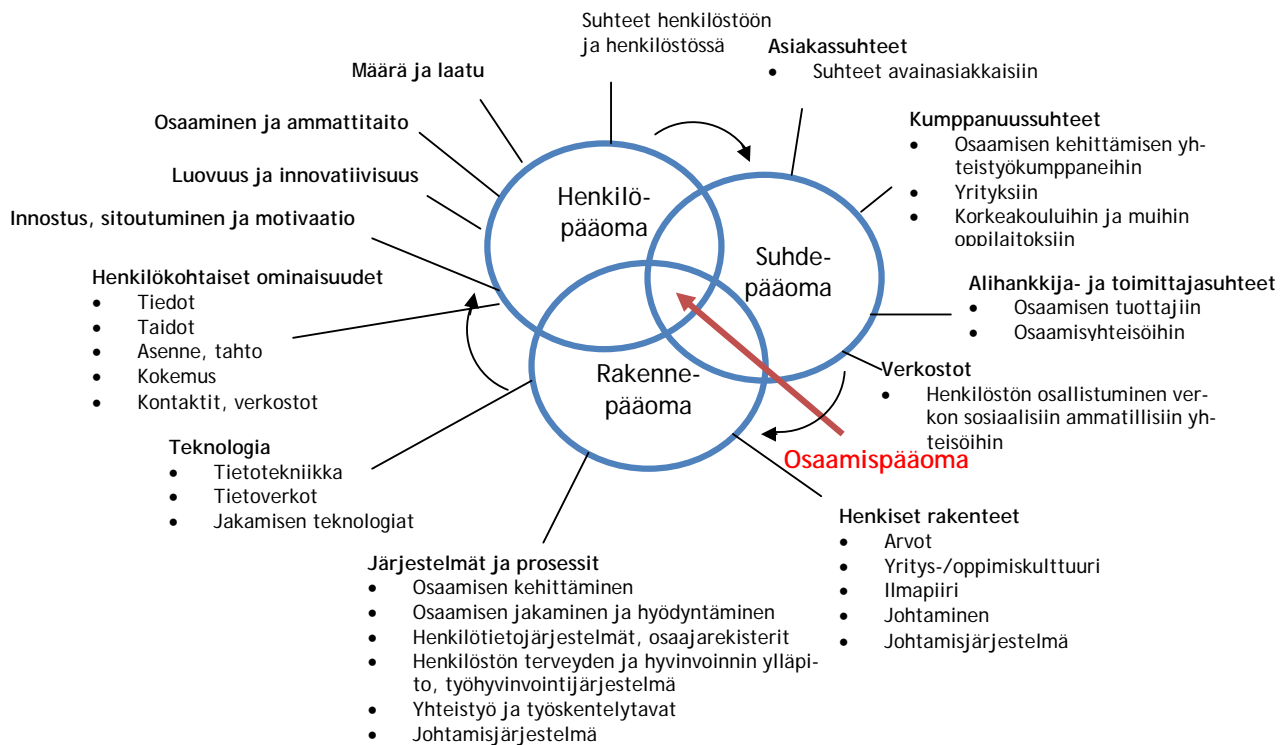 Suhteet henkilöstöön
ja henkilöstössä
Asiakassuhteet
• Suhteet avainasiakkaisiin
Määrä ja laatu
Osaaminen ja ammattitaito
Kumppanuussuhteet
• Osaamisen kehittämisen yh-
teistyökumppaneihin
• Yrityksiin
• Korkeakouluihin ja muihin
oppilaitoksiin
Luovuus ja innovatiivisuus
Innostus, sitoutuminen ja motivaatio
Henkilö-
pääoma
Suhde-
pääoma
Henkilökohtaiset ominaisuudet
• Tiedot
• Taidot
• Asenne, tahto
• Kokemus
• Kontaktit, verkostot
Alihankkija- ja toimittajasuhteet
• Osaamisen tuottajiin
• Osaamisyhteisöihin
Rakenne-
pääoma
Verkostot
• Henkilöstön osallistuminen ver-
kon sosiaalisiin ammatillisiin yh-
teisöihin
Teknologia
• Tietotekniikka
• Tietoverkot
• Jakamisen teknologiat
Osaamispääoma
Henkiset rakenteet
• Arvot
• Yritys-/oppimiskulttuuri
• Ilmapiiri
• Johtaminen
• Johtamisjärjestelmä
Järjestelmät ja prosessit
• Osaamisen kehittäminen
• Osaamisen jakaminen ja hyödyntäminen
• Henkilötietojärjestelmät, osaajarekisterit
• Henkilöstön terveyden ja hyvinvoinnin ylläpi-
to, työhyvinvointijärjestelmä
• Yhteistyö ja työskentelytavat
• Johtamisjärjestelmä